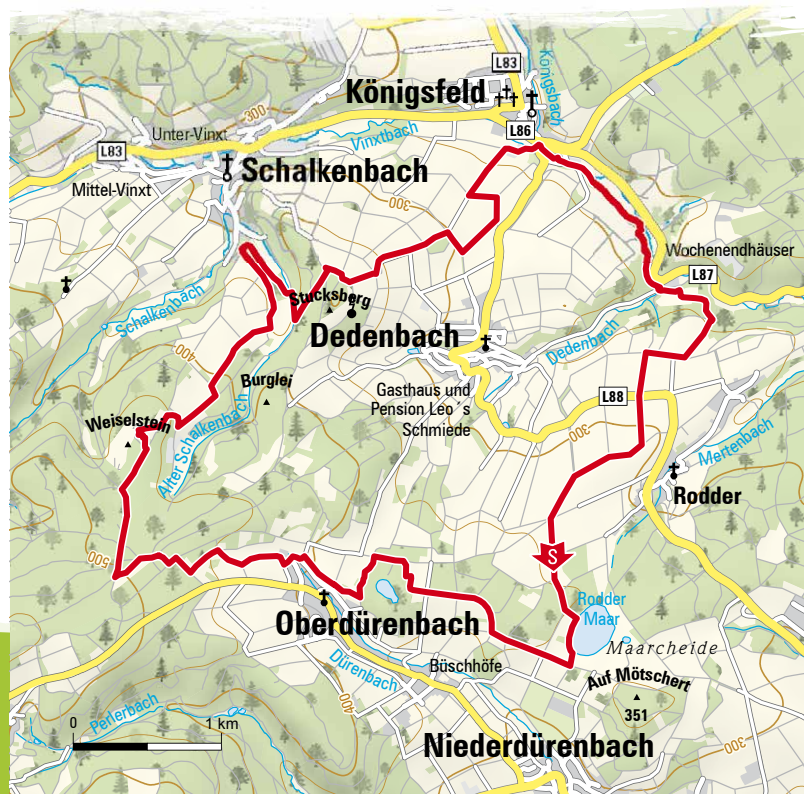 L83
Königsfeld
Königsbach
L86
300
Unter-Vinxt
Vinxtbach
L83
Schalkenbach
Mittel-Vinxt
300
Wochenendhäuser
L87
Schalkenbach
Stucksberg
Dedenbach
Dedenbach
400
Burglei
Gasthaus und
Pension Leo´s
Schmiede
L88
300
Weiselstein
Alter Schalkenbach
Mertenbach
Rodder
500
S
Rodder
Maar
Oberdürenbach
Maarheide
Dürenbach
Büschhöfe
Auf Mötschert
351
400
300
Perlerbach
0
1 km
Niederdürenbach